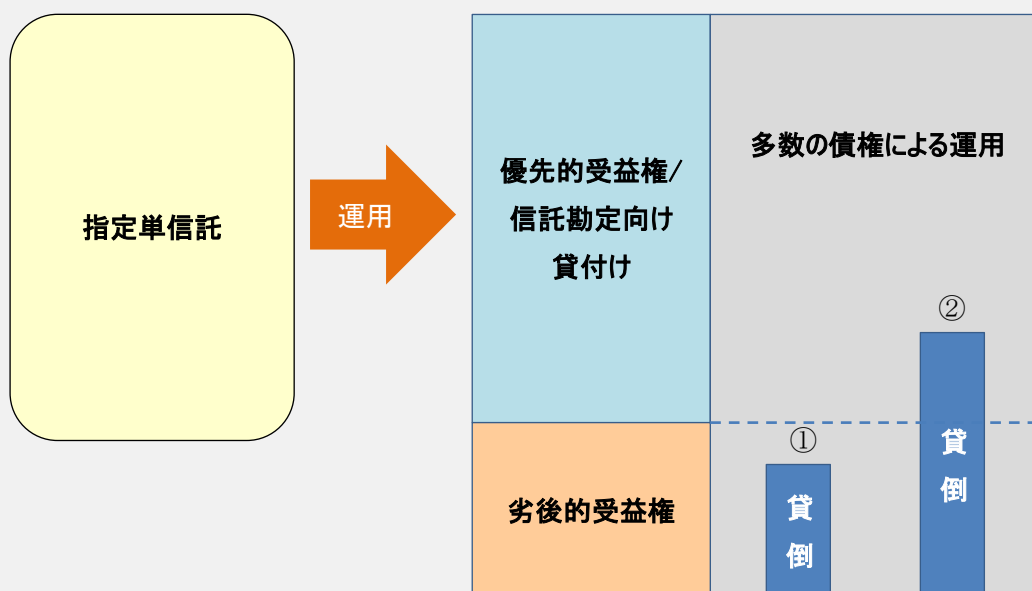 指定単信託
運用
優先的受益権/
信託勘定向け
貸付け
劣後的受益権
多数の債権による運用
①
貸
倒
②
貸
倒